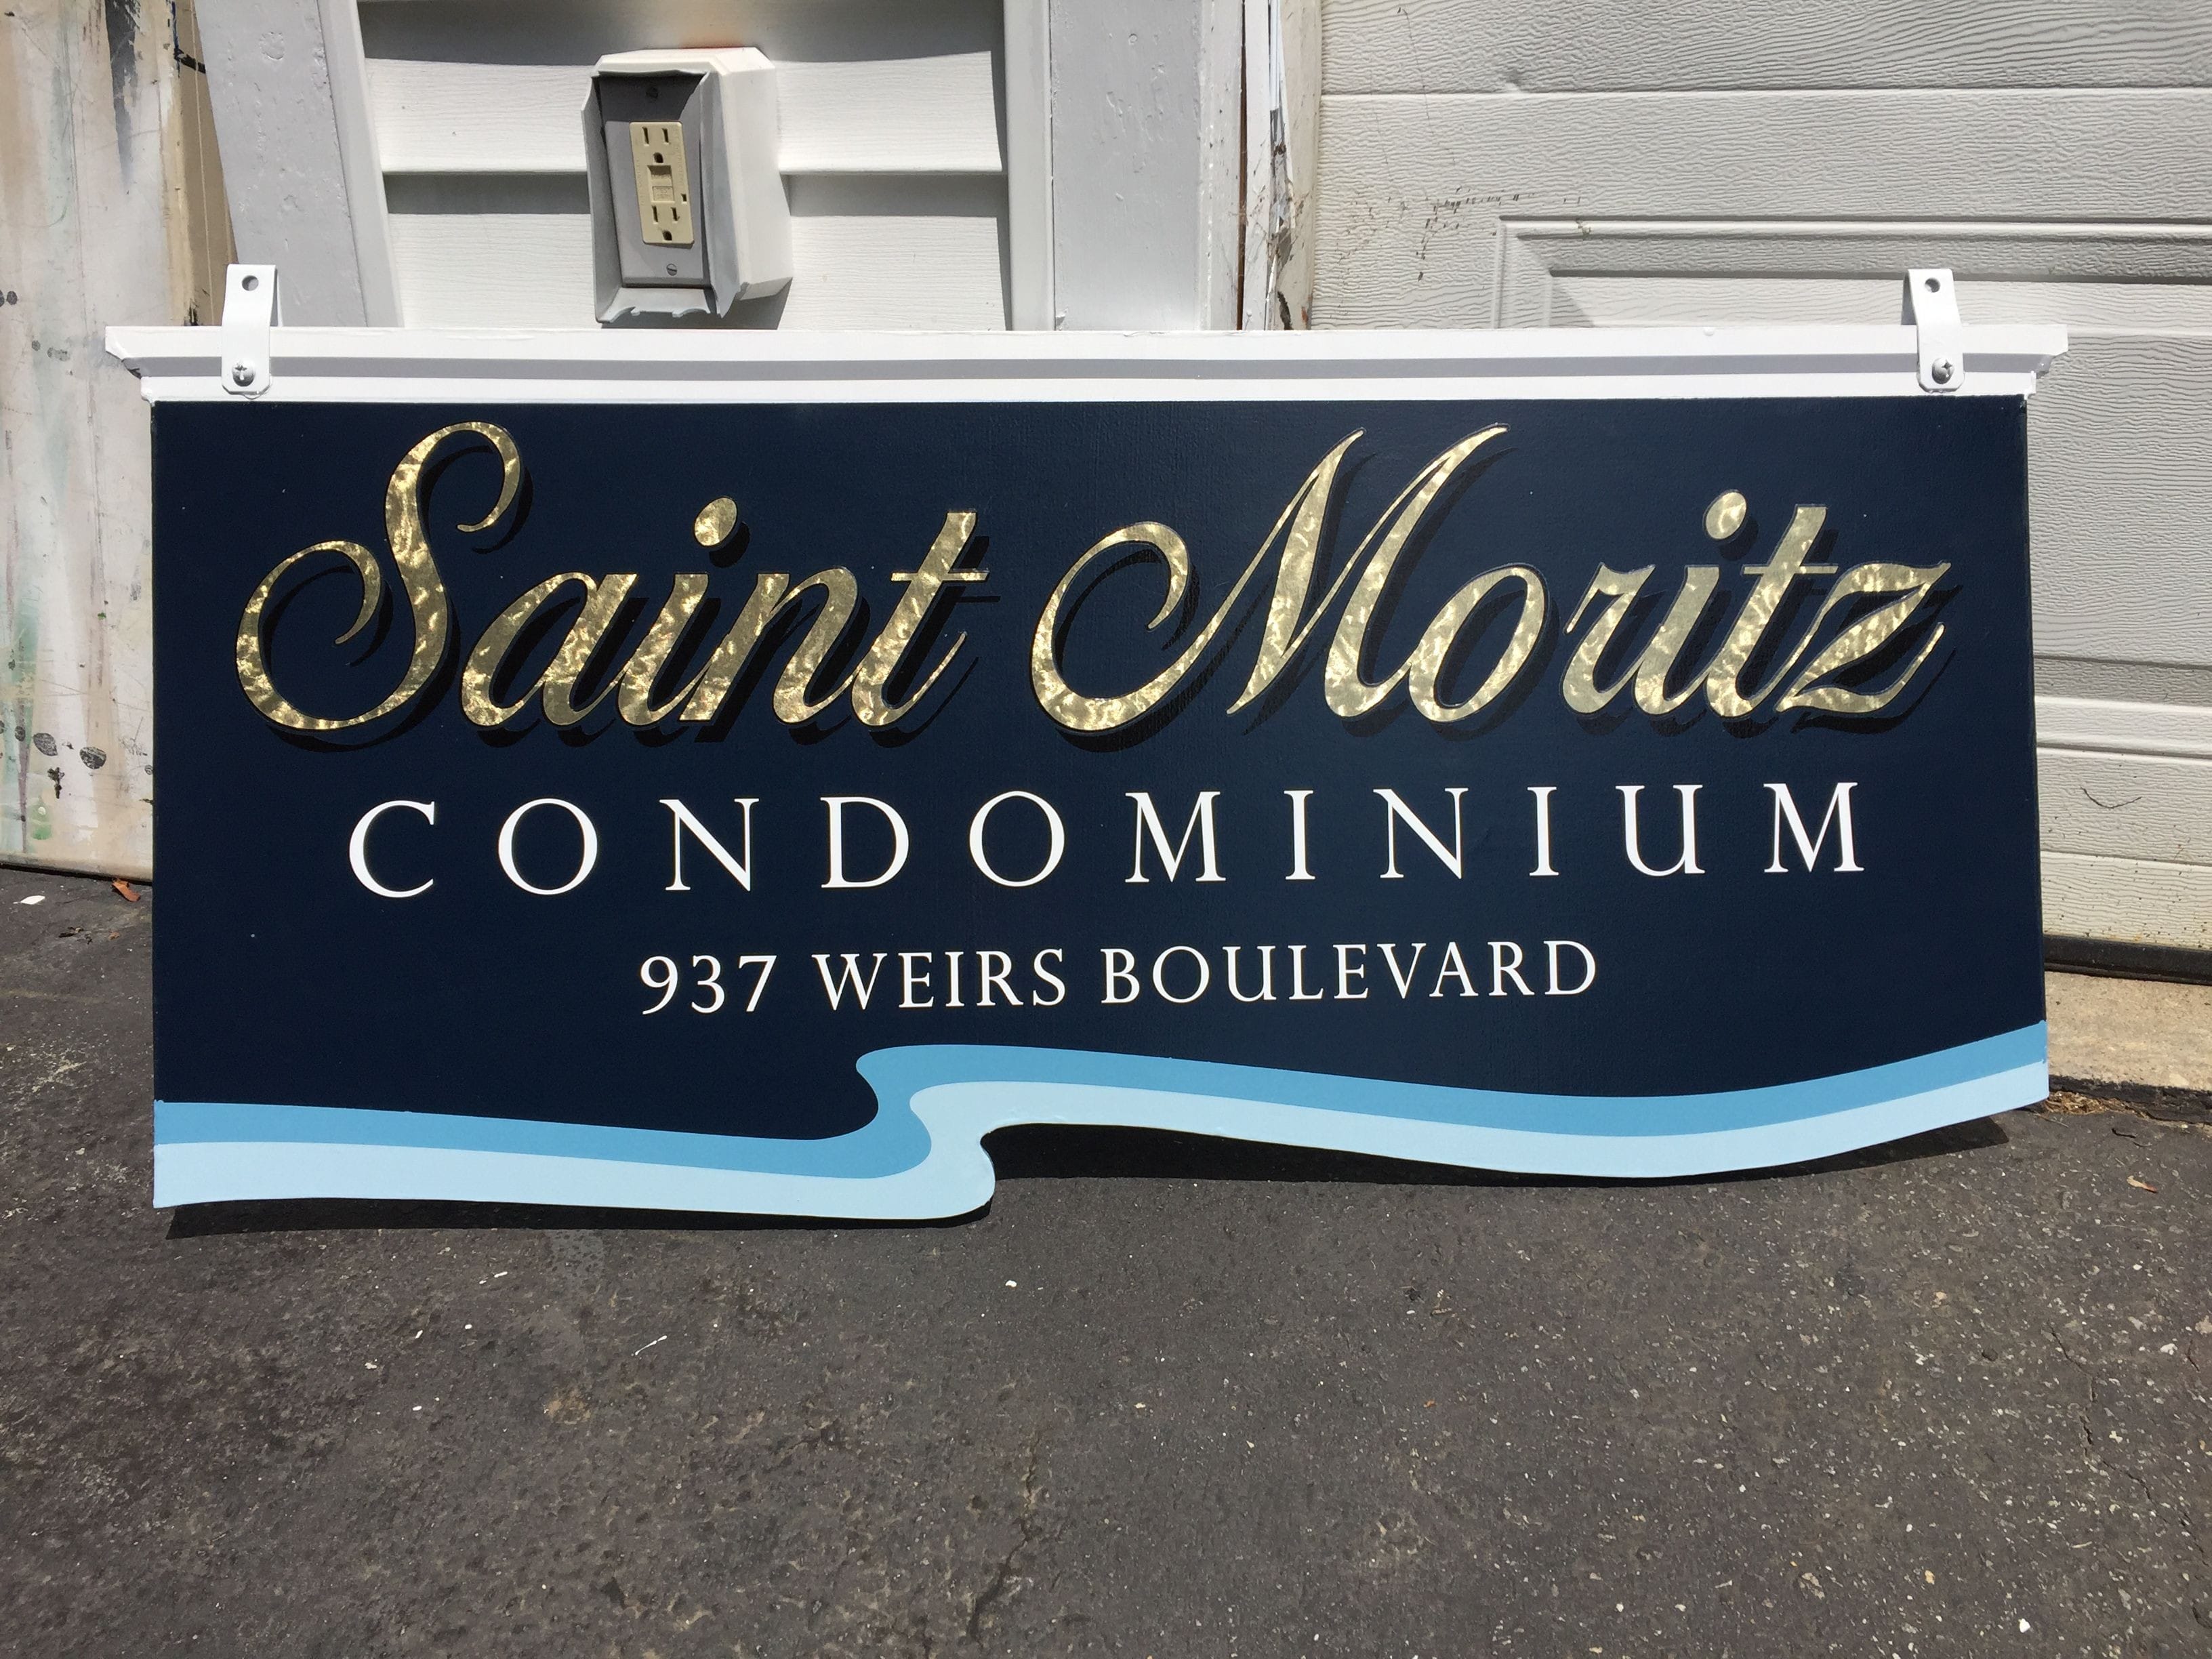 Saint Moritz
CONDOMINIUM
937 WEIRS BOULEVARD